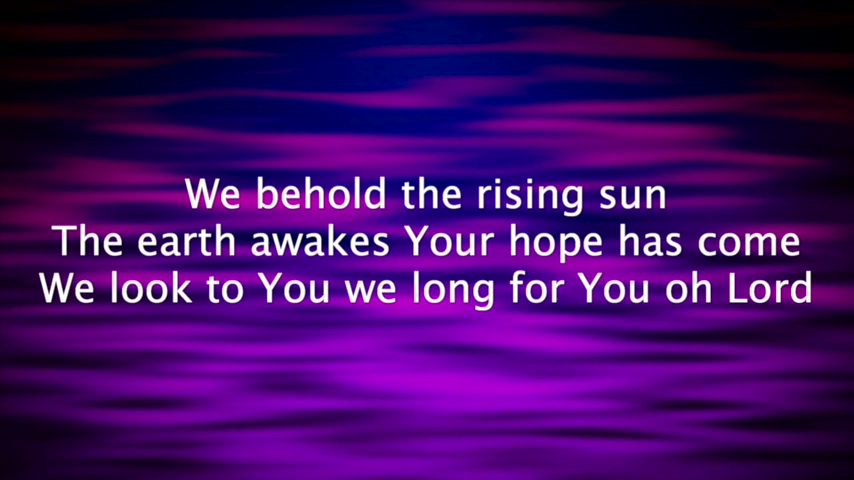 We behold the rising sun
The earth awakes Your hope has come
We look to You we long for You oh Lord